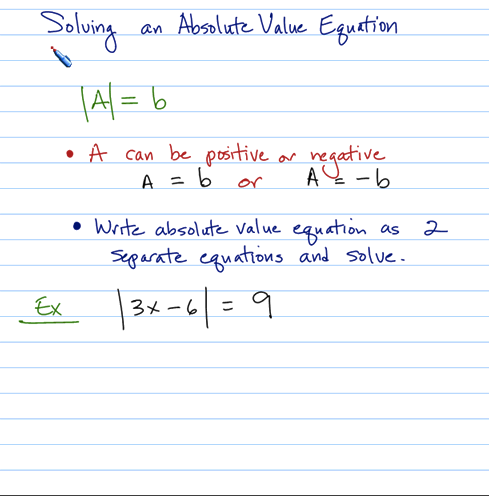 Solving an Absolute Value Equation
|A| = b
• A can be positive or negative
A = b or A = -b
• Write absolute value equation as 2
separate equations and solve.
Ex |3x-6| = 9